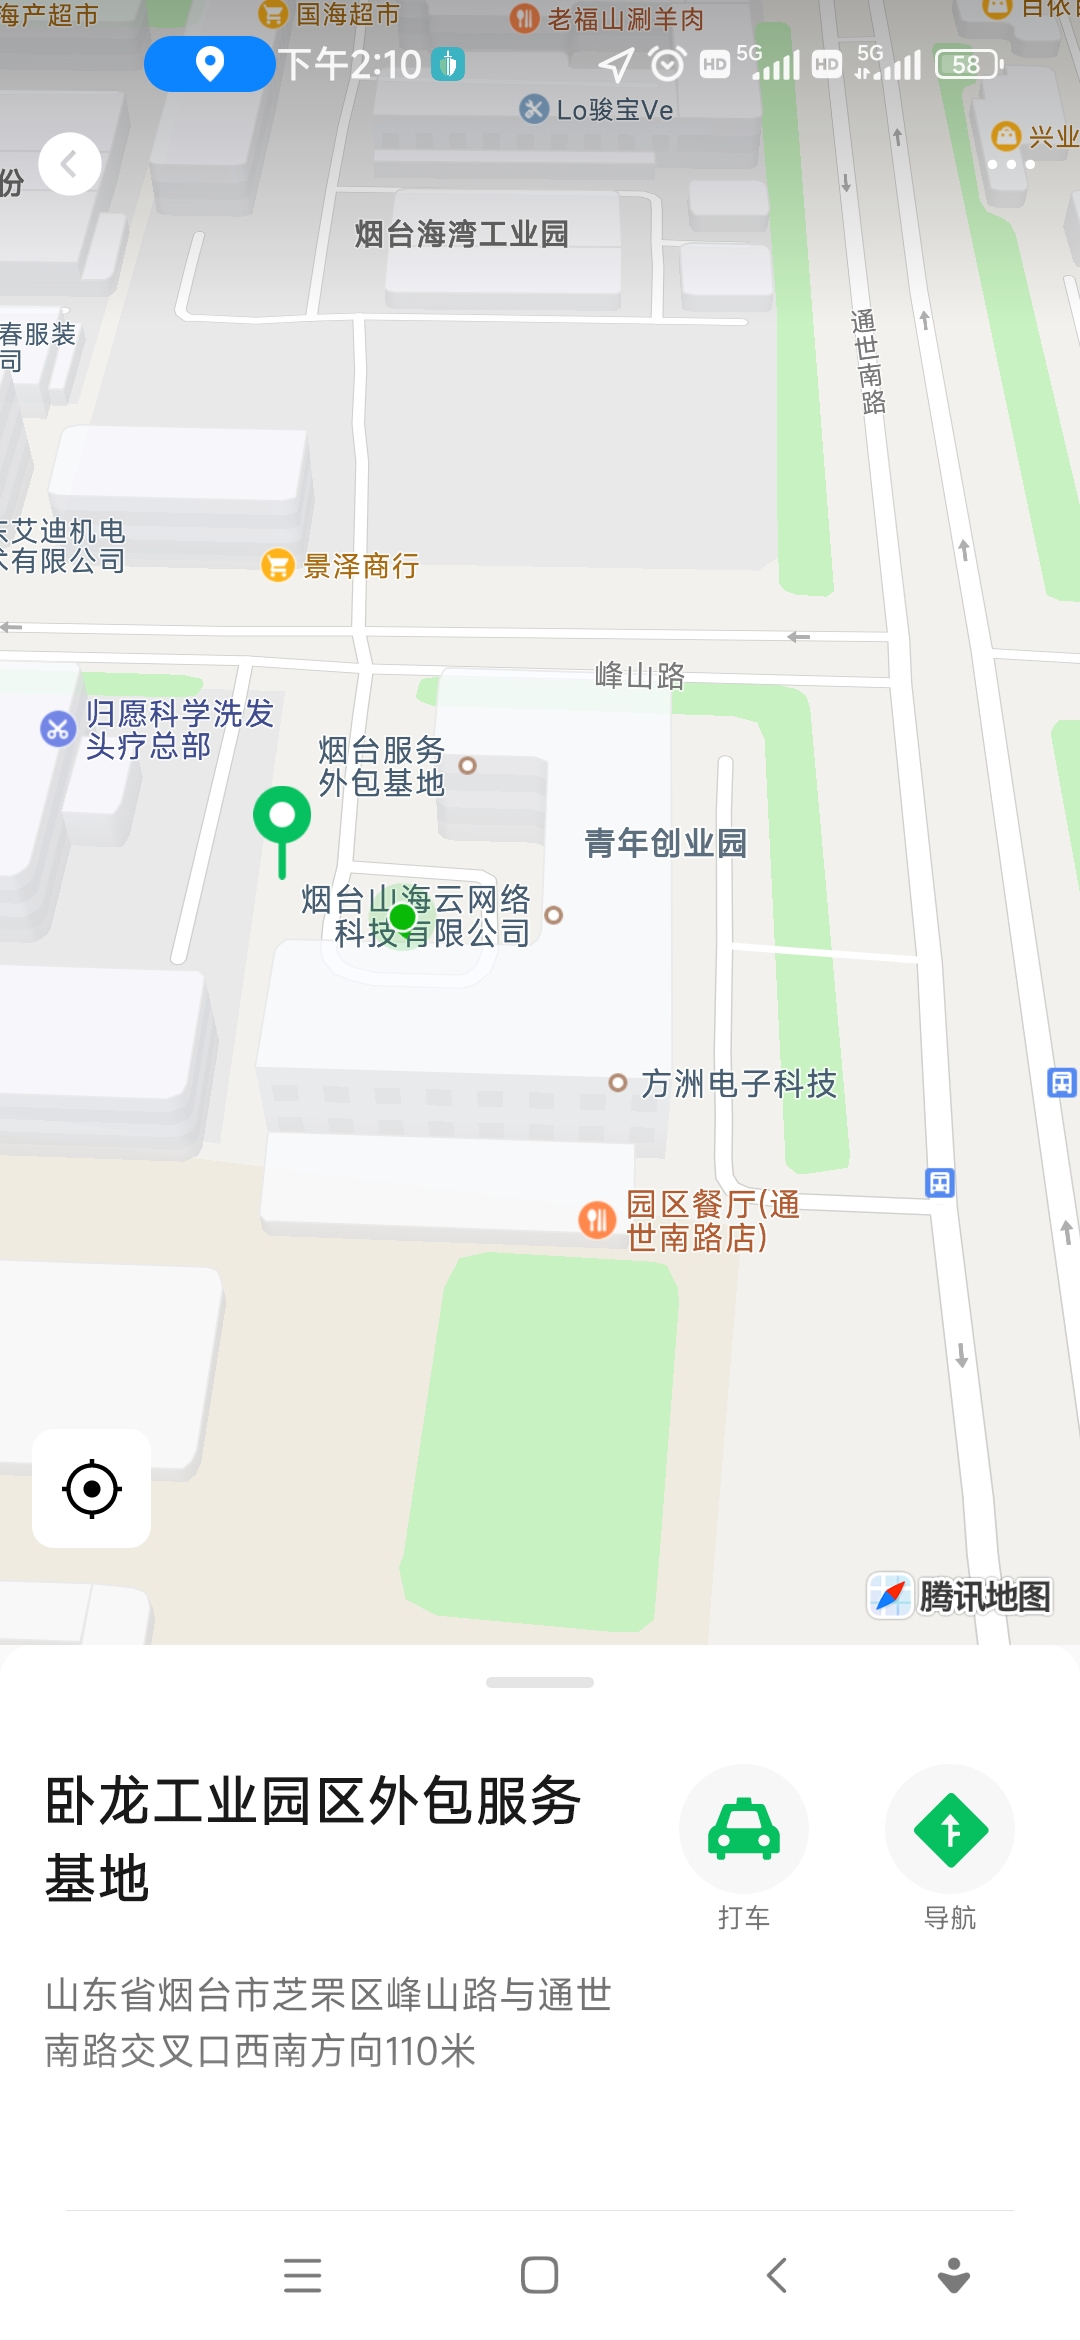 海产超市
国海超市
老福山涮羊肉
下午2:10
HD
5G
HD
5G
58
Lo骏宝Ve
兴业
份
烟台海湾工业园
春服装
司
通世南路
艾迪机电
有限公司
景泽商行
峰山路
归愿科学洗发
头疗总部
烟台服务
外包基地
青年创业园
烟台山海云网络
科技有限公司
方洲电子科技
园区餐厅(通
世南路店)
腾讯地图
卧龙工业园区外包服务
基地
打车
导航
山东省烟台市芝罘区峰山路与通世
南路交叉口西南方向110米